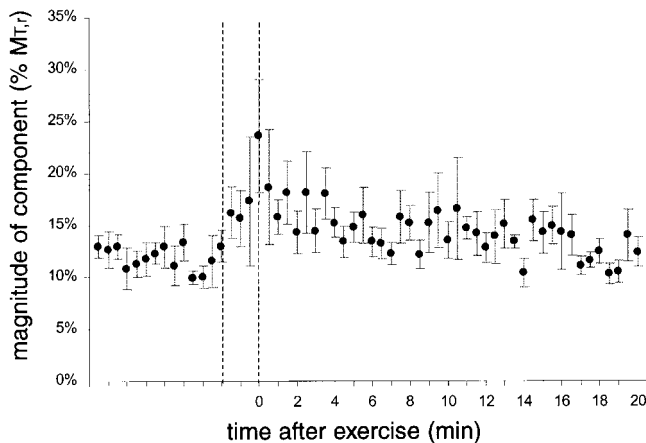 35%
30%
25%
20%
15%
10%
5%
0%
magnitude of component (% MT,r)
0 2 4 6 8 10 12 14 16 18 20
time after exercise (min)